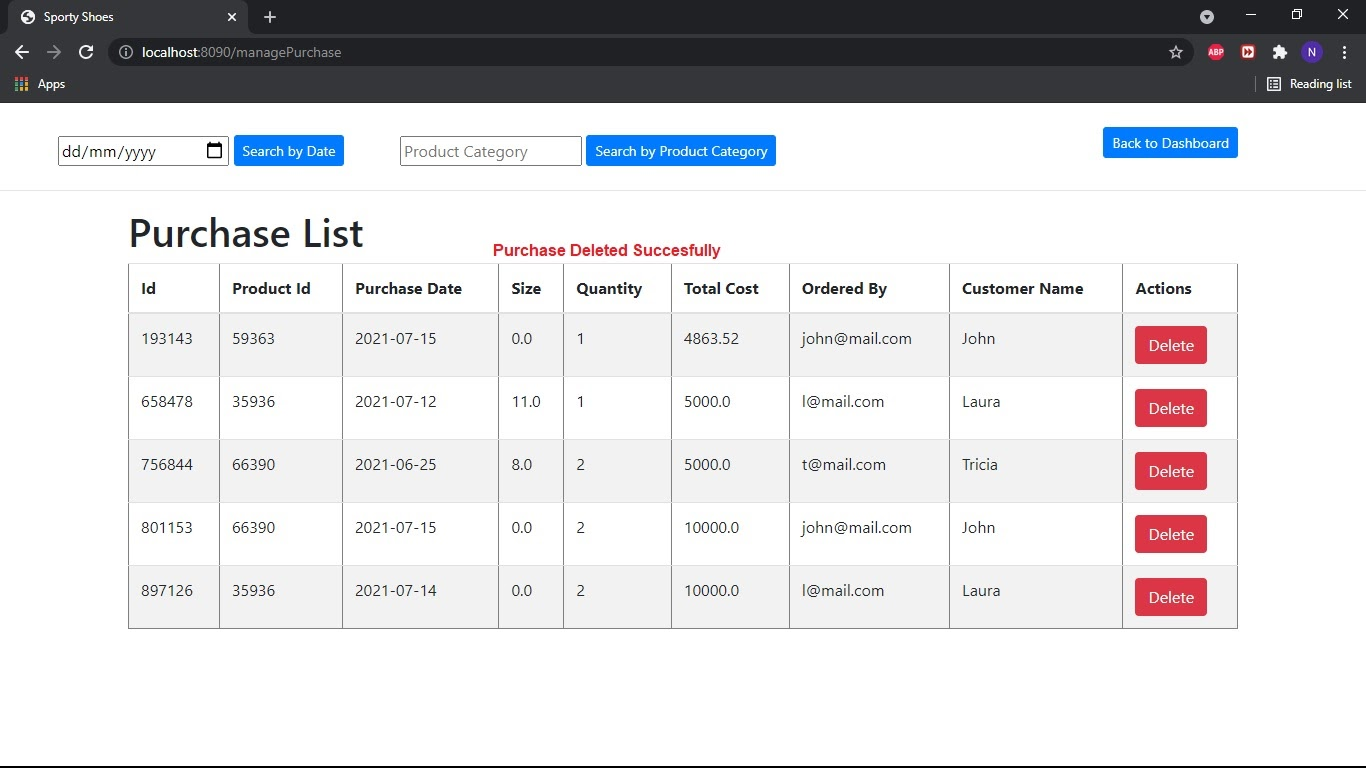 Sporty Shoes
localhost:8090/managePurchase
ABP
N
Apps
Reading list
dd/mm/yyyy Search by Date Product Category Search by Product Category Back to Dashboard
Purchase List
Purchase Deleted Succesfully
Id Product Id Purchase Date Size Quantity Total Cost Ordered By Customer Name Actions
193143 59363 2021-07-15 0.0 1 4863.52 john@mail.com John Delete
658478 35936 2021-07-12 11.0 1 5000.0 l@mail.com Laura Delete
756844 66390 2021-06-25 8.0 2 5000.0 t@mail.com Tricia Delete
801153 66390 2021-07-15 0.0 2 10000.0 john@mail.com John Delete
897126 35936 2021-07-14 0.0 2 10000.0 l@mail.com Laura Delete